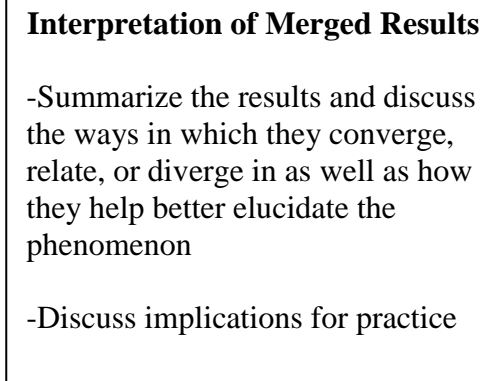 Interpretation of Merged Results
-Summarize the results and discuss
the ways in which they converge,
relate, or diverge in as well as how
they help better elucidate the
phenomenon
-Discuss implications for practice